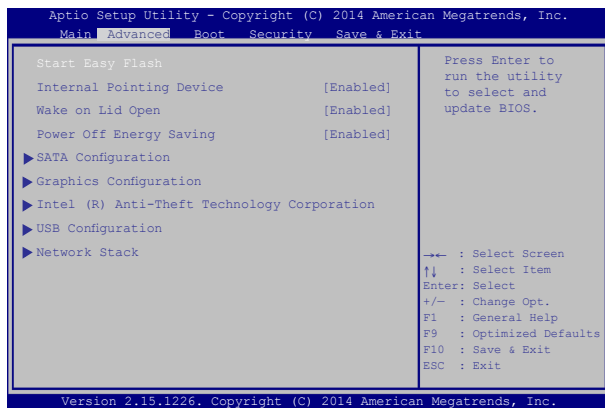 Aptio Setup Utility - Copyright (C) 2014 American Megatrends, Inc.
Main Advanced Boot Security Save & Exit
Start Easy Flash
Internal Pointing Device [Enabled]
Wake on Lid Open [Enabled]
Power Off Energy Saving [Enabled]
SATA Configuration
Graphics Configuration
Intel (R) Anti-Theft Technology Corporation
USB Configuration
Network Stack
Press Enter to
run the utility
to select and
update BIOS.
→← : Select Screen
↑↓ : Select Item
Enter: Select
+/— : Change Opt.
F1 : General Help
F9 : Optimized Defaults
F10 : Save & Exit
ESC : Exit
Version 2.15.1226. Copyright (C) 2014 American Megatrends, Inc.